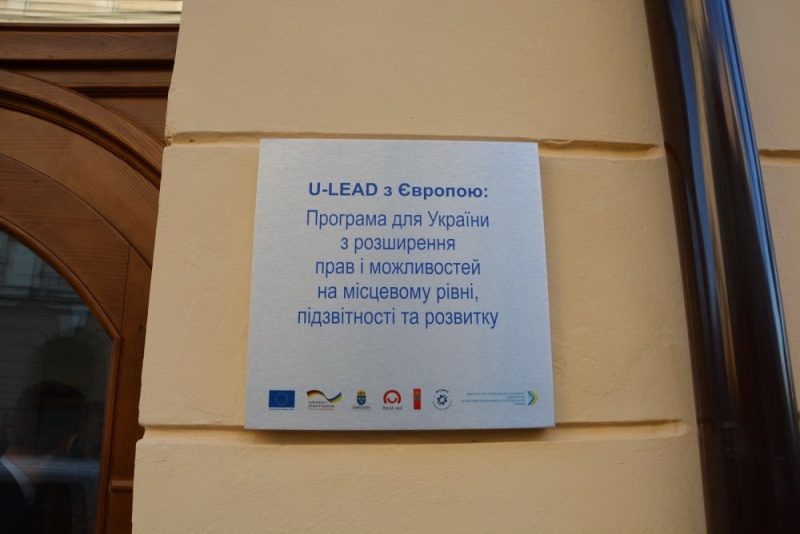 U-LEAD з Європою:
Програма для України
з розширення
прав і можливостей
на місцевому рівні,
підзвітності та розвитку